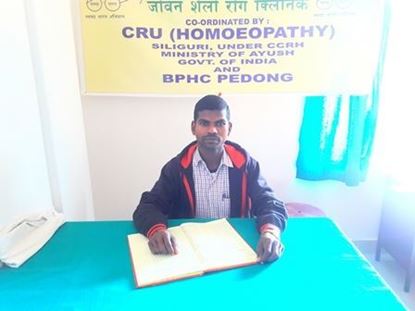 जीवन शैली रोग क्लिनिक
CO-ORDINATED BY :
CRU (HOMOEOPATHY)
SILIGURI, UNDER CCRH
MINISTRY OF AYUSH
GOVT. OF INDIA
AND
BPHC PEDONG